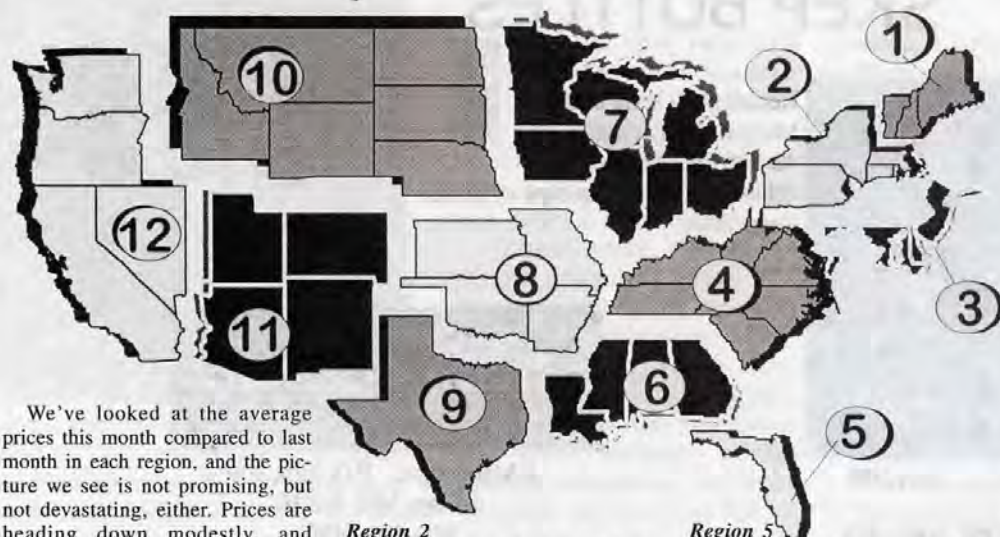 1
2
10
7
12
8
4
3
11
9
6
5
We've looked at the average
prices this month compared to last
month in each region, and the pic-
ture we see is not promising, but
not devastating, either. Prices are
heading down modestly, and
Region 2
Region 5